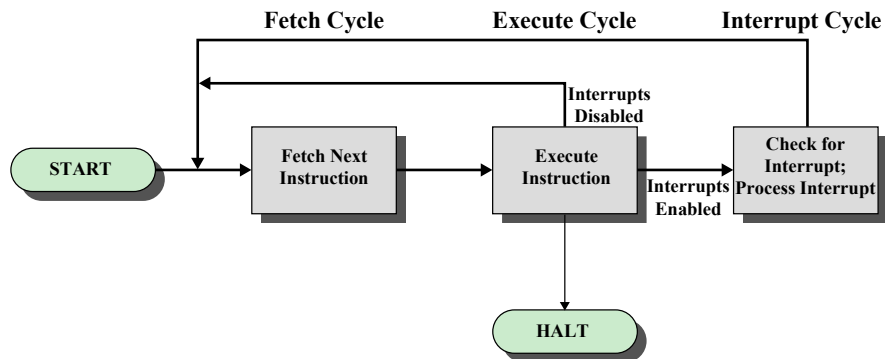 Fetch Cycle
Execute Cycle
Interrupt Cycle
Interrupts
Disabled
START
Fetch Next
Instruction
Execute
Instruction
Interrupts
Enabled
Check for
Interrupt;
Process Interrupt
HALT